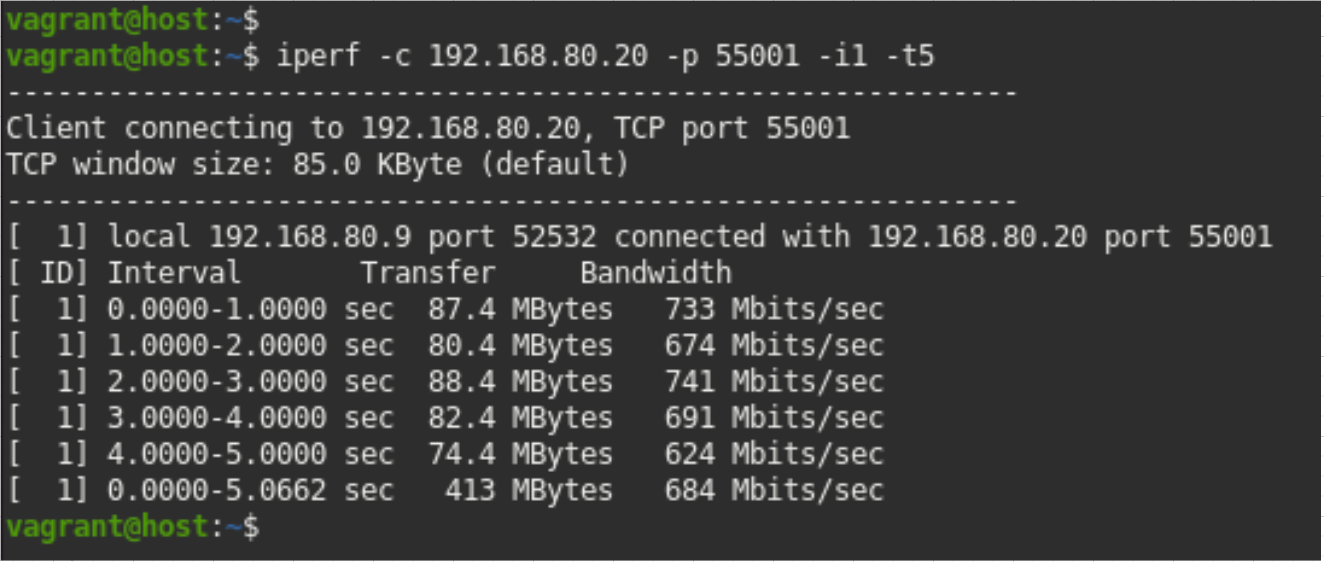 vagrant@host:~$
vagrant@host:~$ iperf -c 192.168.80.20 -p 55001 -i1 -t5
------------------------------------------------------------
Client connecting to 192.168.80.20, TCP port 55001
TCP window size: 85.0 KByte (default)
------------------------------------------------------------
[  1] local 192.168.80.9 port 52532 connected with 192.168.80.20 port 55001
[ ID] Interval       Transfer     Bandwidth
[  1] 0.0000-1.0000 sec  87.4 MBytes   733 Mbits/sec
[  1] 1.0000-2.0000 sec  80.4 MBytes   674 Mbits/sec
[  1] 2.0000-3.0000 sec  88.4 MBytes   741 Mbits/sec
[  1] 3.0000-4.0000 sec  82.4 MBytes   691 Mbits/sec
[  1] 4.0000-5.0000 sec  74.4 MBytes   624 Mbits/sec
[  1] 0.0000-5.0662 sec   413 MBytes   684 Mbits/sec
vagrant@host:~$